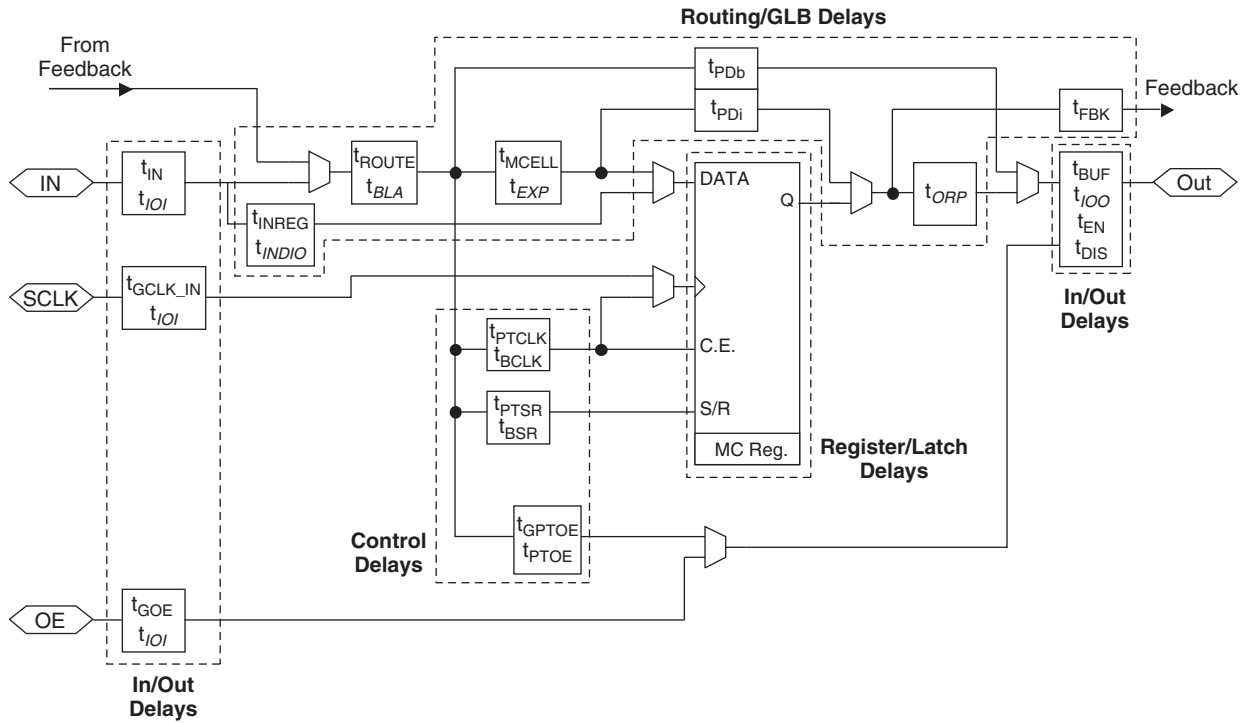 Routing/GLB Delays
From
Feedback
tPDb
tPDi
Feedback
tFBK
IN
tIN
tIOI
tROUTE
tBLA
tMCELL
tEXP
DATA
Q
tORP
tBUF
tIOO
tEN
tDIS
Out
tINREG
tINDIO
SCLK
tGCLK_IN
tIOI
In/Out
Delays
tPTCLK
tBCLK
C.E.
tPTSR
tBSR
S/R
MC Reg.
Register/Latch
Delays
Control
Delays
tGPTOE
tPTOE
OE
tGOE
tIOI
In/Out
Delays